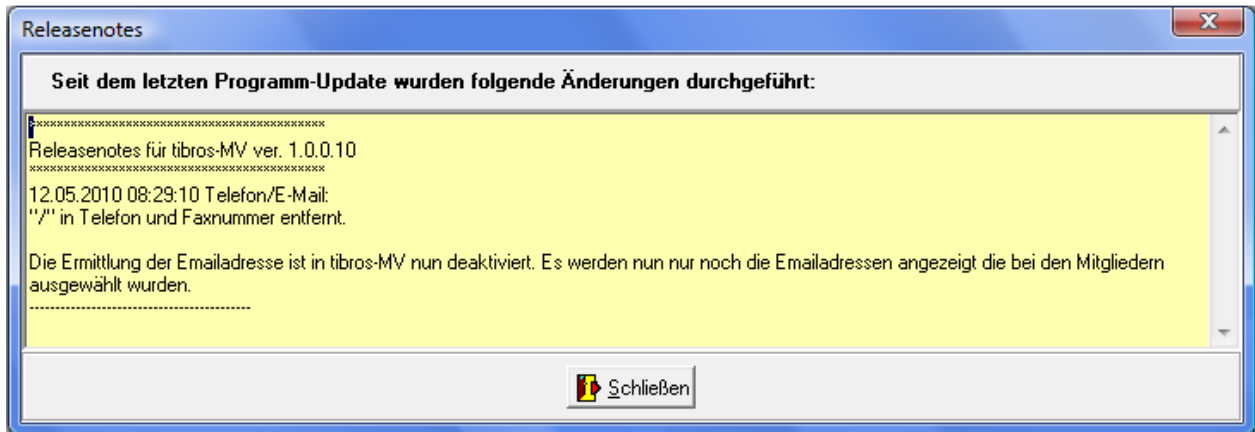 Releasenotes
Seit dem letzten Programm-Update wurden folgende Änderungen durchgeführt:
******************************************
Releasenotes für tibros-MV ver. 1.0.0.10
******************************************
12.05.2010 08:29:10 Telefon/E-Mail:
"/" in Telefon und Faxnummer entfernt.
Die Ermittlung der Emailadresse ist in tibros-MV nun deaktiviert. Es werden nun nur noch die Emailadressen angezeigt die bei den Mitgliedern
ausgewählt wurden.
------------------------------------------
Schließen